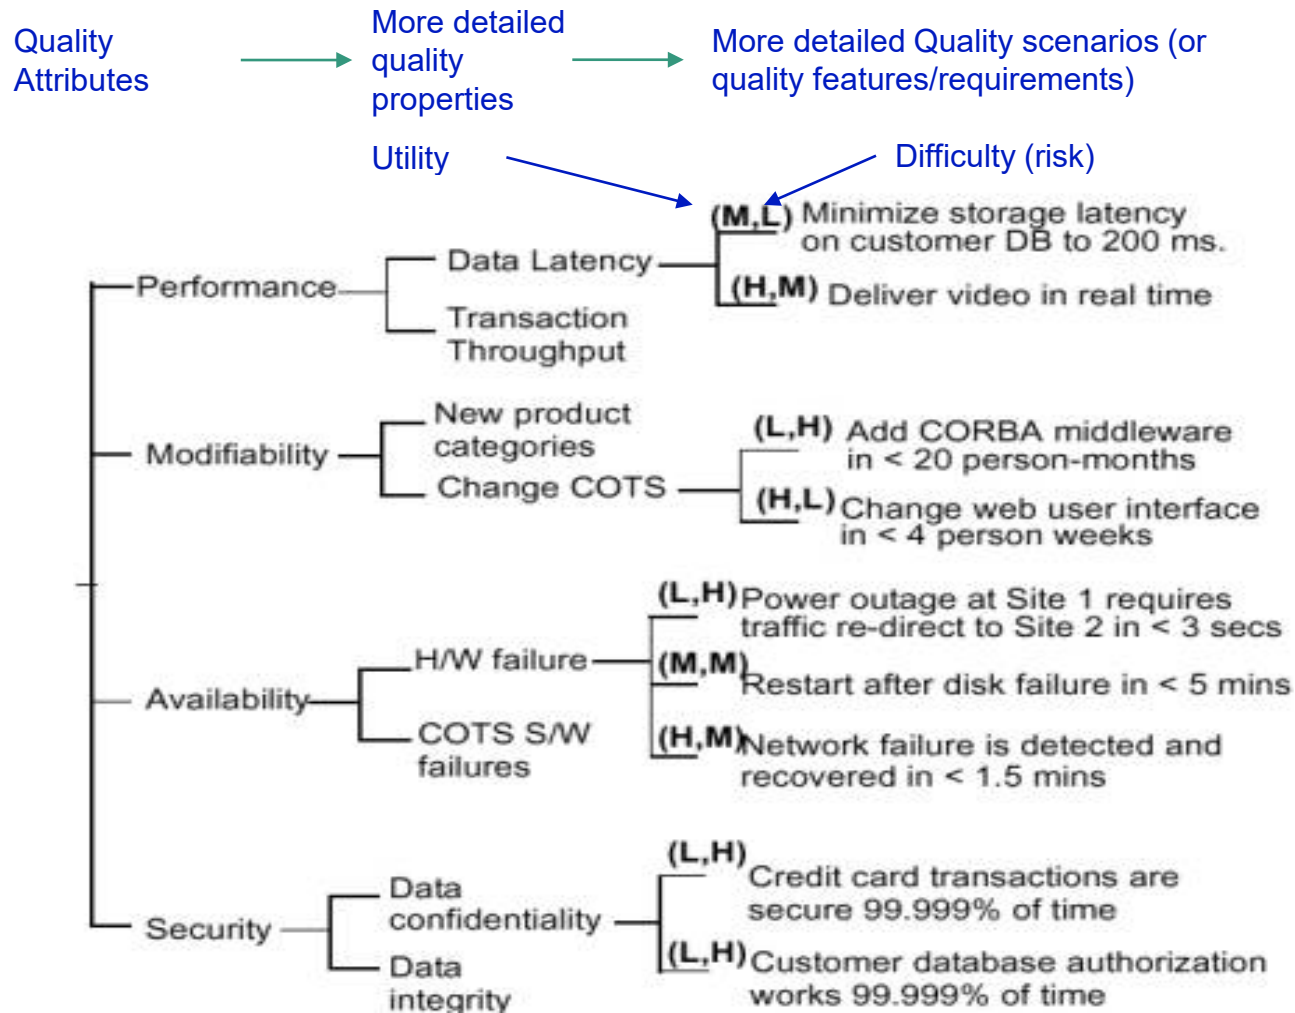 Quality
Attributes
More detailed
quality
properties
More detailed Quality scenarios (or
quality features/requirements)
Utility
Difficulty (risk)
Performance
Data Latency
Transaction
Throughput
(M,L) Minimize storage latency
on customer DB to 200 ms.
(H,M) Deliver video in real time
Modifiability
New product
categories
Change COTS
(L,H) Add CORBA middleware
in < 20 person-months
(H,L) Change web user interface
in < 4 person weeks
Availability
H/W failure
COTS S/W
failures
(L,H) Power outage at Site 1 requires
traffic re-direct to Site 2 in < 3 secs
(M,M) Restart after disk failure in < 5 mins
(H,M) Network failure is detected and
recovered in < 1.5 mins
Security
Data
confidentiality
Data
integrity
(L,H) Credit card transactions are
secure 99.999% of time
(L,H) Customer database authorization
works 99.999% of time